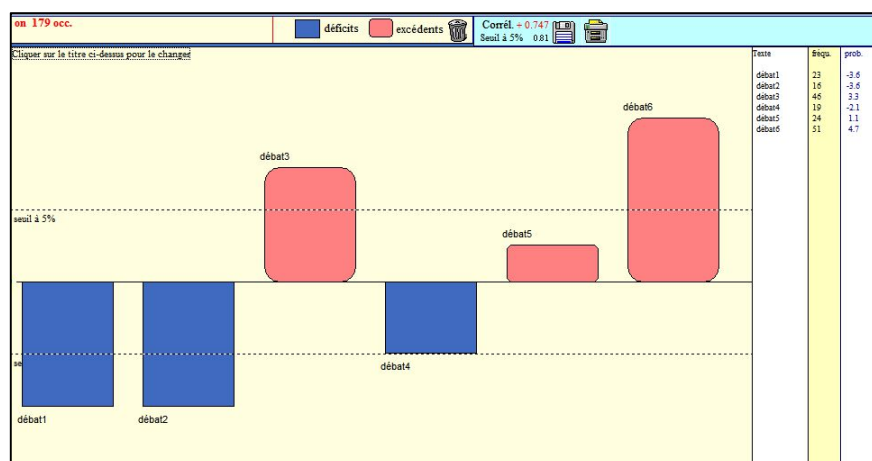 on 179 occ.
déficits
excédents
Corrél. + 0.747
Seuil à 5% 0.81
Cliquer sur le titre ci-dessus pour le changer
Texte fréqu. prob.
débat1 23 -3.6
débat2 16 -3.6
débat3 46 3.3
débat4 19 -2.1
débat5 24 1.1
débat6 51 4.7
débat6
débat3
seuil à 5%
débat5
se
débat4
débat1
débat2